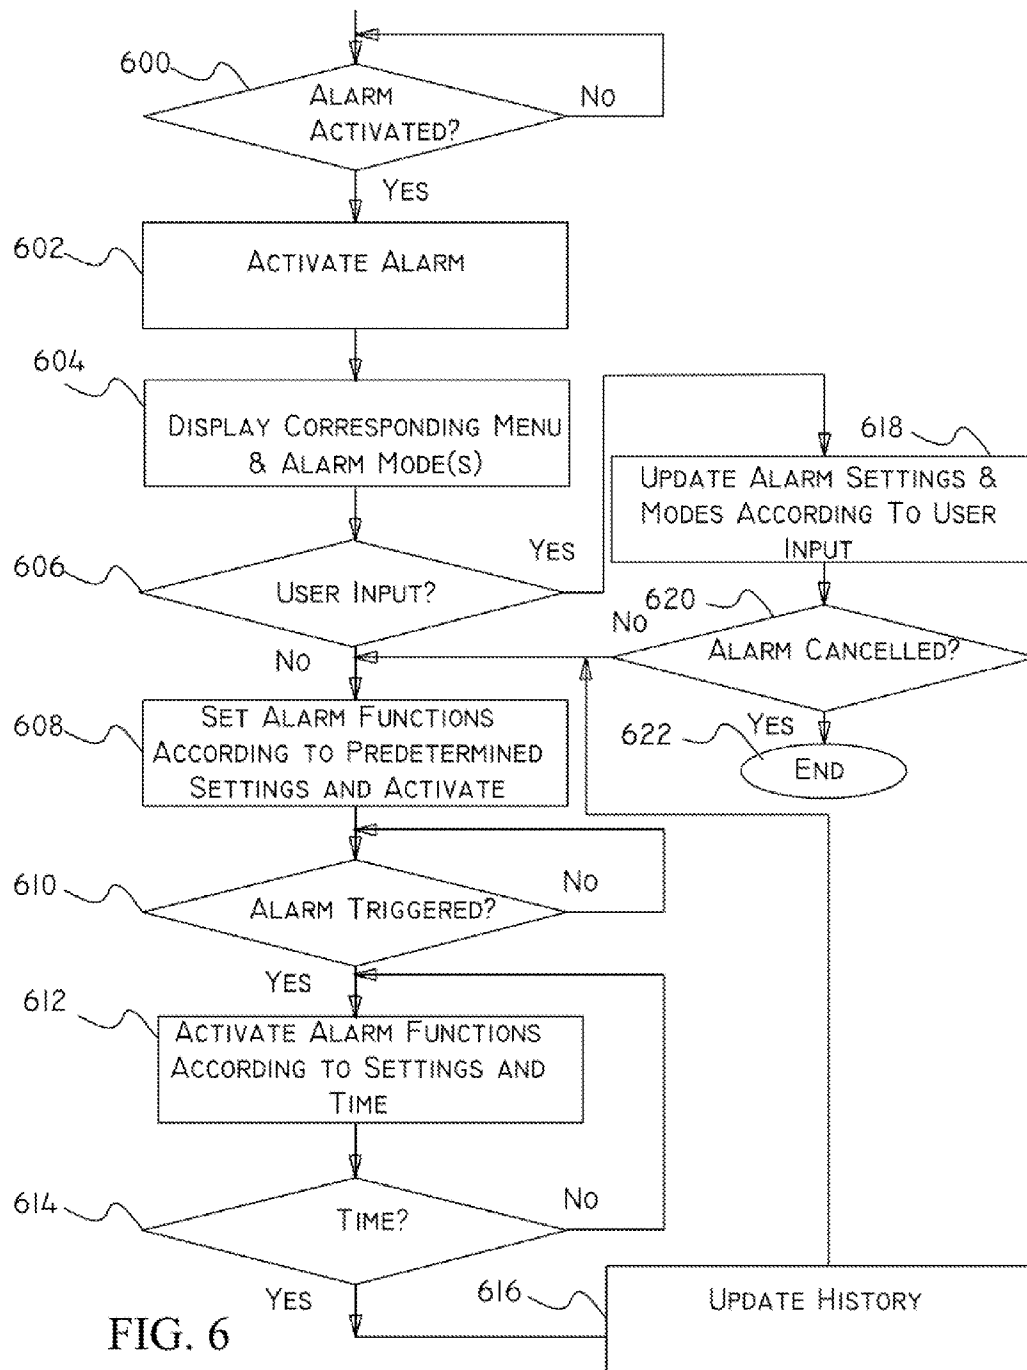 600
ALARM
ACTIVATED?
NO
YES
602
ACTIVATE ALARM
604
DISPLAY CORRESPONDING MENU
& ALARM MODE(S)
618
UPDATE ALARM SETTINGS &
MODES ACCORDING TO USER
INPUT
606
USER INPUT?
YES
NO
620
NO
ALARM CANCELLED?
YES
622
END
608
SET ALARM FUNCTIONS
ACCORDING TO PREDETERMINED
SETTINGS AND ACTIVATE
610
ALARM TRIGGERED?
NO
YES
612
ACTIVATE ALARM FUNCTIONS
ACCORDING TO SETTINGS AND
TIME
614
TIME?
NO
YES
616
UPDATE HISTORY
FIG. 6